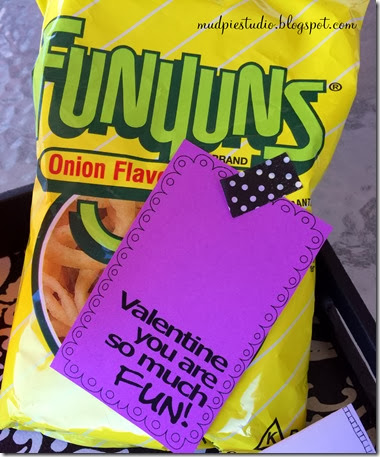 mudpiestudio.blogspot.com
FUNYUNS®
BRAND
Onion Flavo
Valentine
you are
so much
FUN!
K